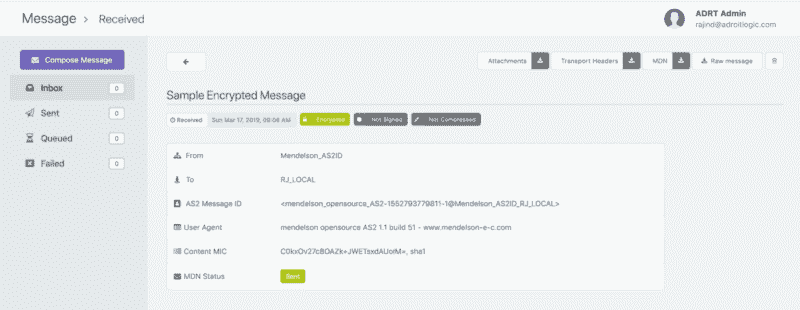 Message > Received
ADRT Admin
rajind@adroitlogic.com
Compose Message
Inbox 0
Sent 0
Queued 0
Failed 0
Attachments
Transport Headers
MDN
Raw message
Sample Encrypted Message
Received Sun Mar 17, 2019, 09:06 AM
Encrypted
Not Signed
Not Compressed
From Mendelson_AS2ID
To RJ_LOCAL
AS2 Message ID <mendelson_opensource_AS2-1552793779811-1@Mendelson_AS2ID_RJ_LOCAL>
User Agent mendelson opensource AS2 1.1 build 51 - www.mendelson-e-c.com
Content MIC sha1
MDN Status Sent